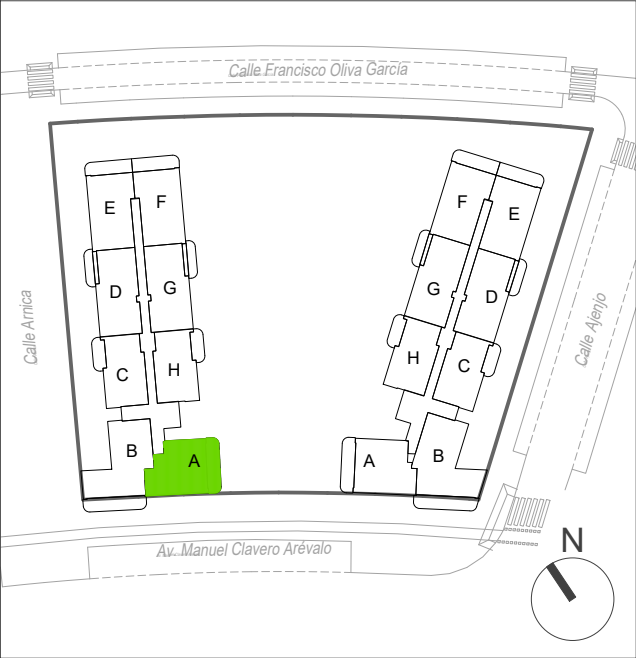 Calle Francisco Oliva García
E
F
F
E
D
G
G
D
Calle Arnica
Calle Ajenjo
C
H
H
C
B
A
A
B
Av. Manuel Clavero Arévalo
N